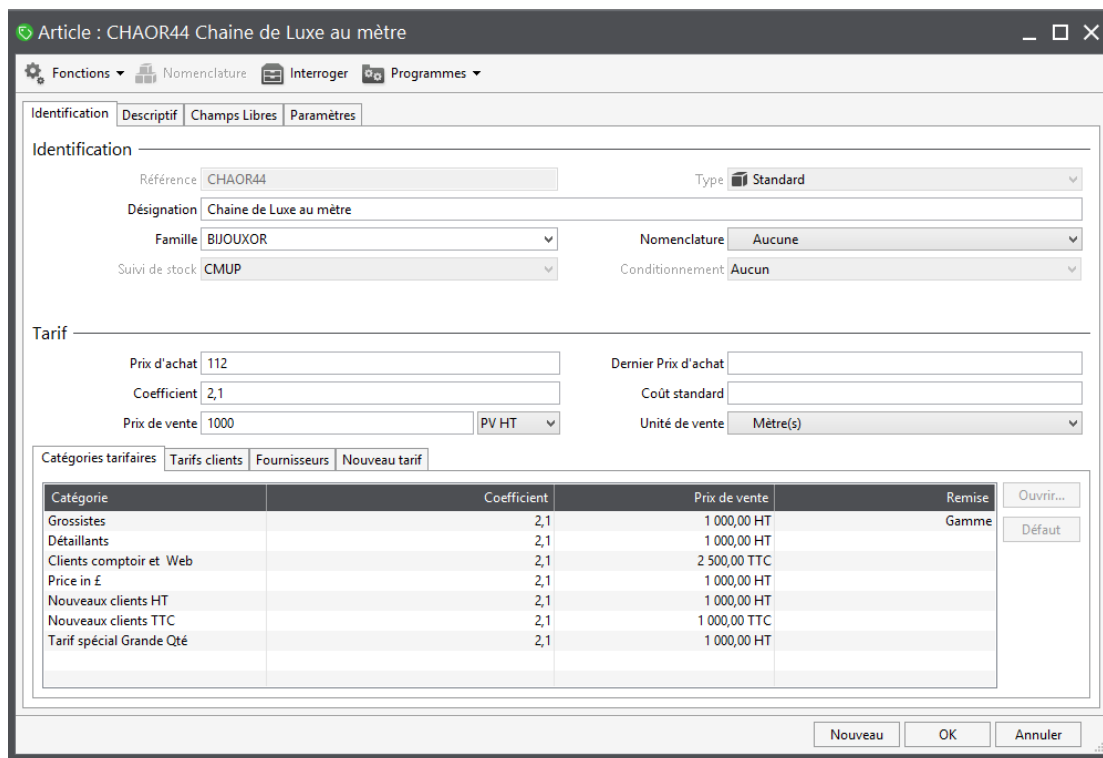 Article : CHAOR44 Chaine de Luxe au mètre
Fonctions Nomenclature Interroger Programmes
Identification Descriptif Champs Libres Paramètres
Identification
Référence CHAOR44 Type Standard
Désignation Chaine de Luxe au mètre
Famille BIJOUXOR Nomenclature Aucune
Suivi de stock CMUP Conditionnement Aucun
Tarif
Prix d'achat 112 Dernier Prix d'achat
Coefficient 2,1 Coût standard
Prix de vente 1000 PV HT Unité de vente Mètre(s)
Catégories tarifaires Tarifs clients Fournisseurs Nouveau tarif
Catégorie Coefficient Prix de vente Remise Ouvrir...
Grossistes 2,1 1 000,00 HT Gamme
Détaillants 2,1 1 000,00 HT Défaut
Clients comptoir et Web 2,1 2 500,00 TTC
Price in £ 2,1 1 000,00 HT
Nouveaux clients HT 2,1 1 000,00 HT
Nouveaux clients TTC 2,1 1 000,00 TTC
Tarif spécial Grande Qté 2,1 1 000,00 HT
Nouveau OK Annuler